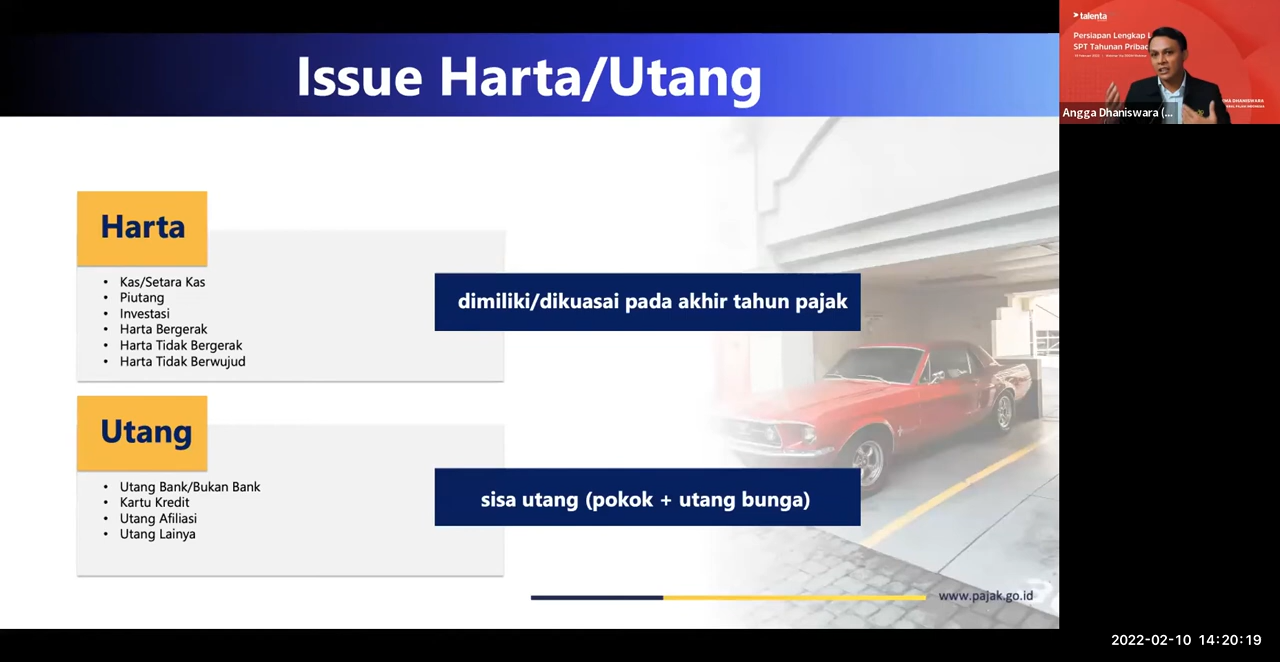 Issue Harta/Utang
Harta
• Kas/Setara Kas
• Piutang
• Investasi
• Harta Bergerak
• Harta Tidak Bergerak
• Harta Tidak Berwujud
dimiliki/dikuasai pada akhir tahun pajak
Utang
• Utang Bank/Bukan Bank
• Kartu Kredit
• Utang Afiliasi
• Utang Lainya
sisa utang (pokok + utang bunga)
www.pajak.go.id
talenta
Persiapan Lengkap
SPT Tahunan
DHANISWARA
Angga Dhaniswara (...
2022-02-10 14:20:19